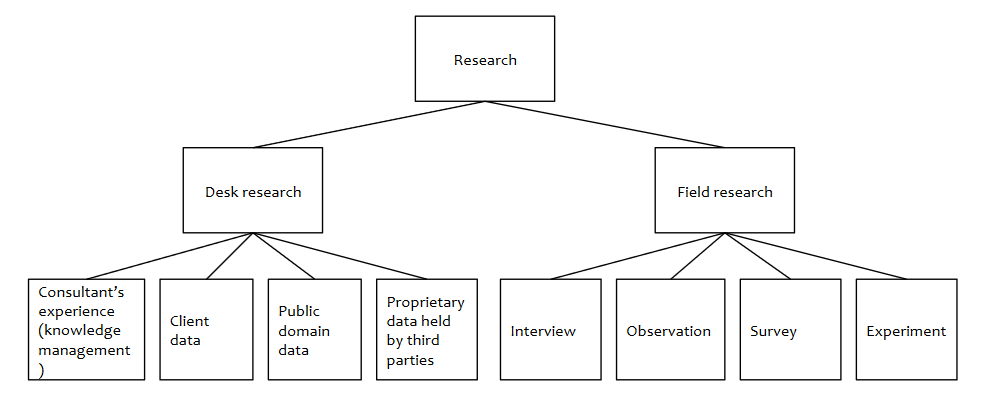 Research
Desk research
Field research
Consultant’s
experience
(knowledge
management
)
Client
data
Public
domain
data
Proprietary
data held
by third
parties
Interview
Observation
Survey
Experiment